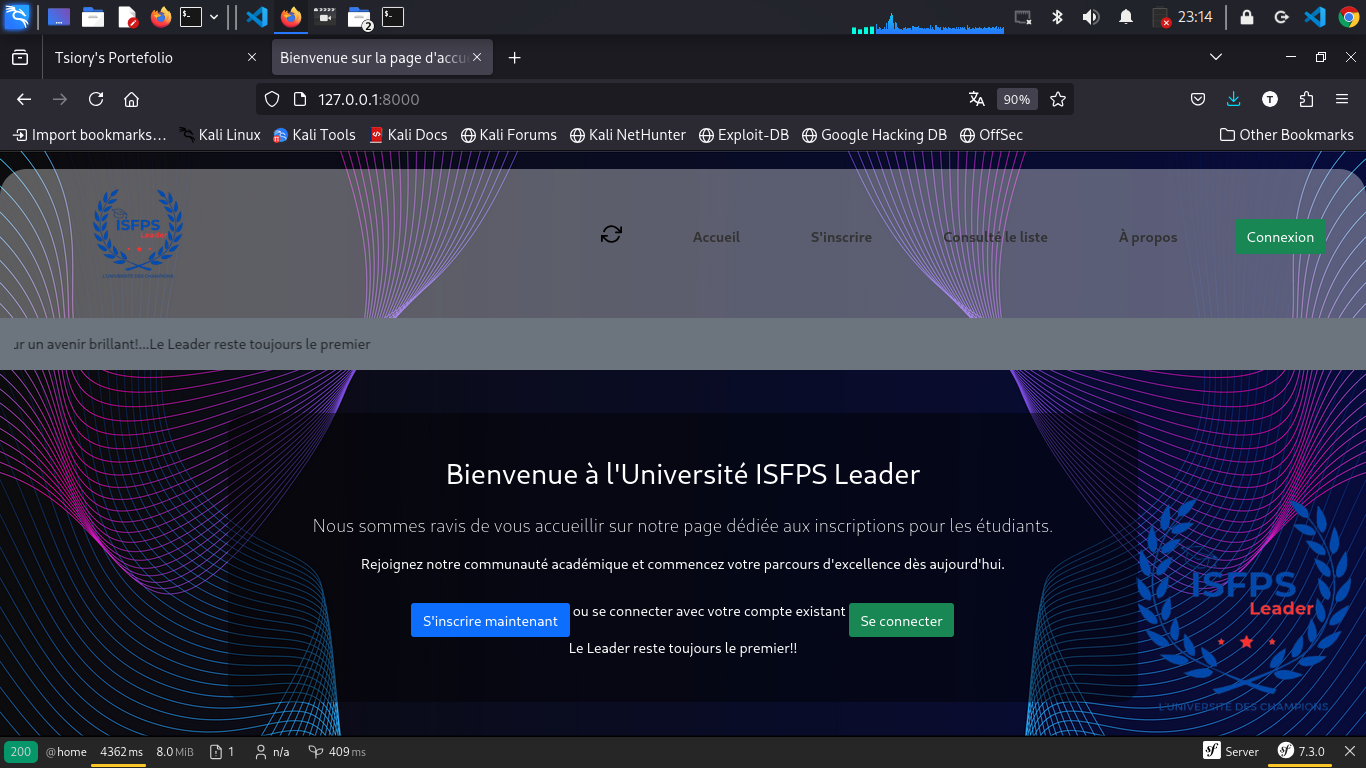 23:14
Tsiory's Portefolio
Bienvenue sur la page d'accu
127.0.0.1:8000
90%
T
Import bookmarks...
Kali Linux
Kali Tools
Kali Docs
Kali Forums
Kali NetHunter
Exploit-DB
Google Hacking DB
OffSec
Other Bookmarks
ISFPS
Leader
L'UNIVERSITÉ DES CHAMPIONS
Accueil
S'inscrire
Consulté le liste
À propos
Connexion
ur un avenir brillant!...Le Leader reste toujours le premier
Bienvenue à l'Université ISFPS Leader
Nous sommes ravis de vous accueillir sur notre page dédiée aux inscriptions pour les étudiants.
Rejoignez notre communauté académique et commencez votre parcours d'excellence dès aujourd'hui.
S'inscrire maintenant ou se connecter avec votre compte existant Se connecter
Le Leader reste toujours le premier!!
ISFPS
Leader
L'UNIVERSITÉ DES CHAMPIONS
200 @home 4362 ms 8.0 MiB 1 n/a 409 ms
Server 7.3.0